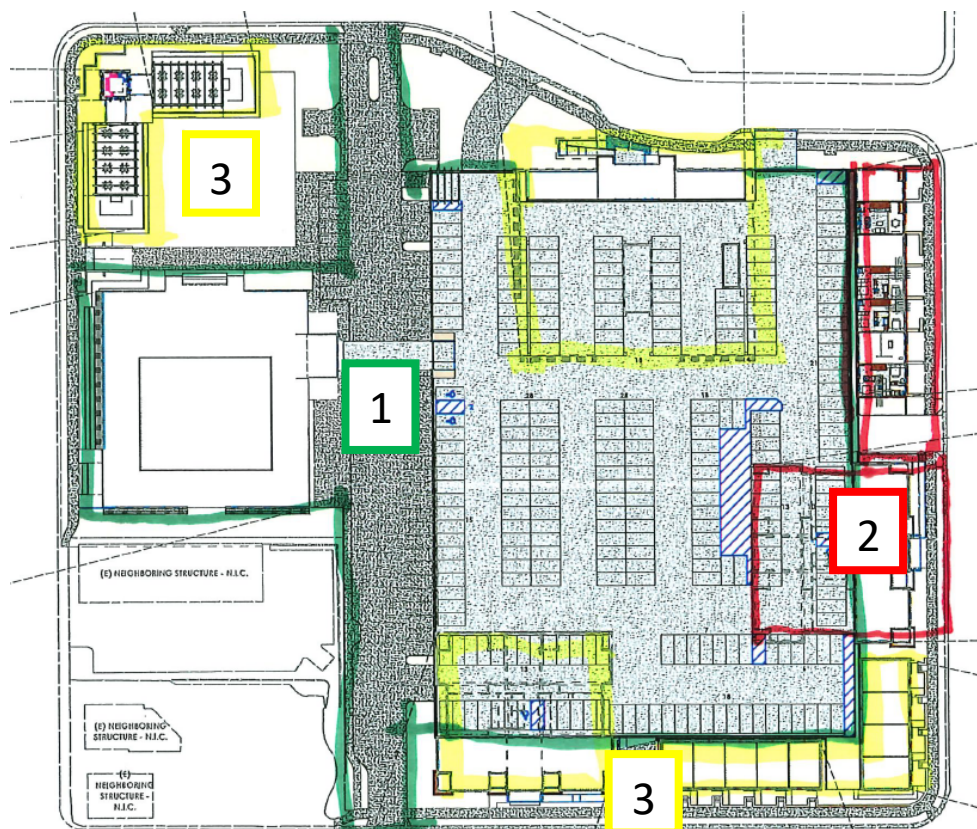 3
1
2
(E) NEIGHBORING STRUCTURE - N.I.C.
(E) NEIGHBORING
STRUCTURE - N.I.C.
(E)
NEIGHBORING
STRUCTURE -
N.I.C.
3